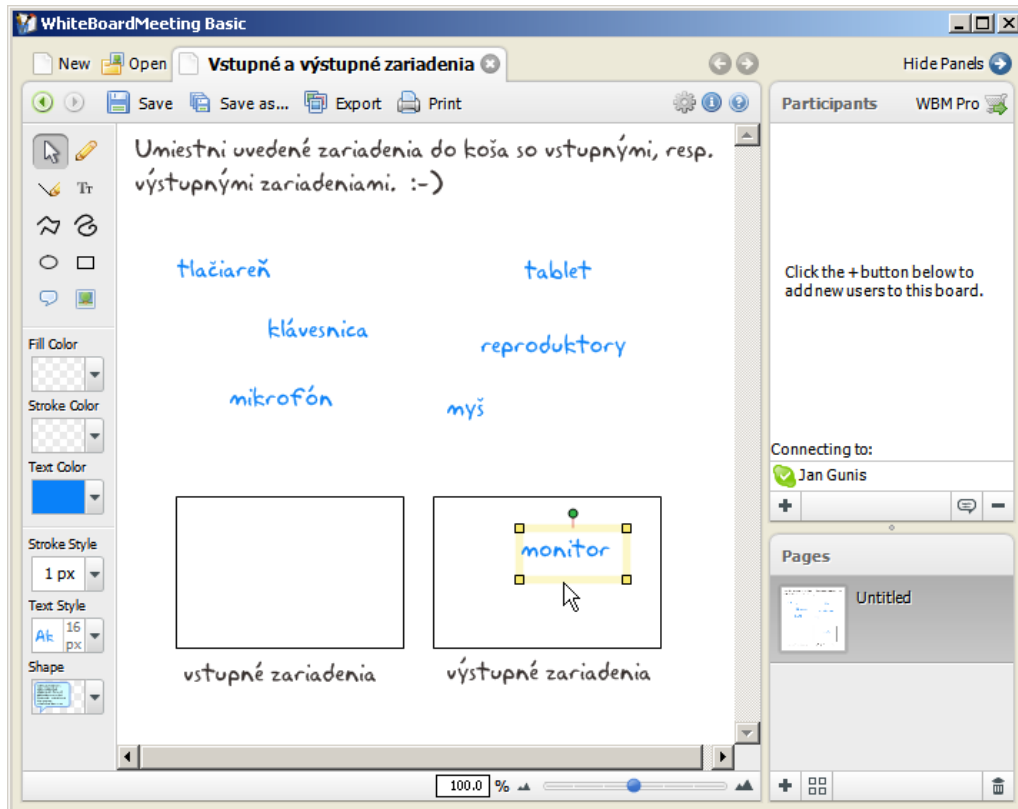 WhiteBoardMeeting Basic
New Open Vstupné a výstupné zariadenia Hide Panels
Save Save as... Export Print Participants WBM Pro
Umiestni uvedené zariadenia do koša so vstupnými, resp.
výstupnými zariadeniami. :-)
Tr
tlačiareň tablet
Click the + button below to
add new users to this board.
klávesnica
reproduktory
Fill Color
mikrofón myš
Stroke Color
Connecting to:
Text Color
Jan Gunis
monitor
Stroke Style
1 px
Pages
Text Style
Untitled
Ak 16
px
Shape
vstupné zariadenia výstupné zariadenia
100.0 %